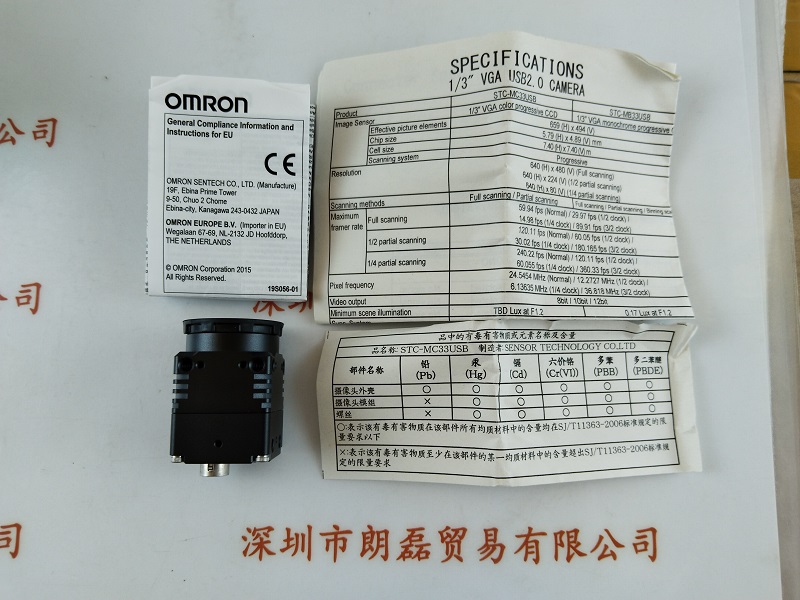 公司
OMRON
General Compliance Information and
Instructions for EU
CE
OMRON SENTECH CO., LTD. (Manufacture)
19F, Ebina Prime Tower
9-50, Chuo 2 Chome
Ebina-city, Kanagawa 243-0432 JAPAN
OMRON EUROPE B.V. (Importer in EU)
Wegalaan 67-69, NL-2132 JD Hoofddorp,
THE NETHERLANDS
© OMRON Corporation 2015
All Rights Reserved.
19S056-01
SPECIFICATIONS
1/3" VGA USB2.0 CAMERA
Product STC-MC33USB STC-MB33USB
Image Sensor 1/3" VGA color progressive CCD 1/3" VGA monochrome progressive
Effective picture elements 659 (H) x 494 (V)
Chip size 5.79 (H) x 4.89 (V) mm
Cell size 7.40 (H) x 7.40 (V) m
Scanning system Progressive
Resolution 640 (H) x 480 (V) (Full scanning)
640 (H) x 224 (V) (1/2 partial scanning)
640 (H) x 80 (V) (1/4 partial scanning)
Scanning methods Full scanning / Partial scanning Full scanning / Partial scanning / Binning
Maximum framer rate Full scanning 59.94 fps (Normal) / 29.97 fps (1/2 clock) /
14.98 fps (1/4 clock) / 89.91 fps (3/2 clock)
1/2 partial scanning 120.11 fps (Normal) / 60.05 fps (1/2 clock) /
30.02 fps (1/4 clock) / 180.165 fps (3/2 clock)
1/4 partial scanning 240.22 fps (Normal) / 120.11 fps (1/2 clock) /
60.055 fps (1/4 clock) / 360.33 fps (3/2 clock)
Pixel frequency 24.5454 MHz (Normal) / 12.2727 MHz (1/2 clock) /
6.13635 MHz (1/4 clock) / 36.818 MHz (3/2 clock)
Video output 8bit / 10bit / 12bit
Minimum scene illumination TBD Lux at F1.2 0.17 Lux at F1.2
公司
深圳
品中的有毒有害物质或元素名称及含量
品名称: STC-MC33USB 制造者 SENSOR TECHNOLOGY CO.,LTD
部件名称 铅 (Pb) 汞 (Hg) 镉 (Cd) 六价铬 (Cr(VI)) 多苯 (PBB) 多二苯醚 (PBDE)
摄像头外壳 ○ ○ ○ ○ ○ ○
摄像头模组 × ○ ○ ○ ○ ○
螺丝 × ○ ○ ○ ○ ○
○:表示该有毒有害物质在该部件所有均质材料中的含量均在SJ/T11363-2006标准规定的限
量要求以下
×:表示该有毒有害物质至少在该部件的某一均质材料中的含量超出SJ/T11363-2006标准规
定的限量要求
司
深圳市朗磊贸易有限公司